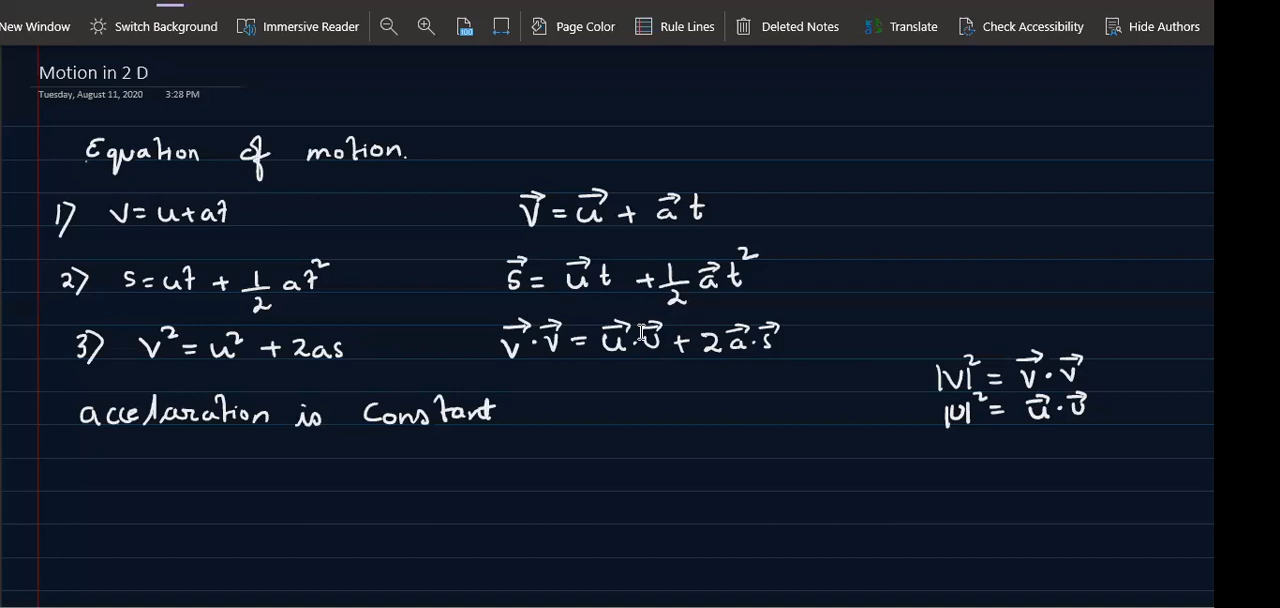 New Window Switch Background Immersive Reader 100 Page Color Rule Lines Deleted Notes Translate Check Accessibility Hide Authors
Motion in 2 D
Tuesday, August 11, 2020 3:28 PM
Equation of motion.
1) v = u + at v⃗ = u⃗ + a⃗ t
2) s = ut + 1/2 at² s⃗ = u⃗ t + 1/2 a⃗ t²
3) v² = u² + 2as v⃗ · v⃗ = u⃗ · u⃗ + 2 a⃗ · s⃗
|v|² = v⃗ · v⃗
accelaration is constant |u|² = u⃗ · u⃗